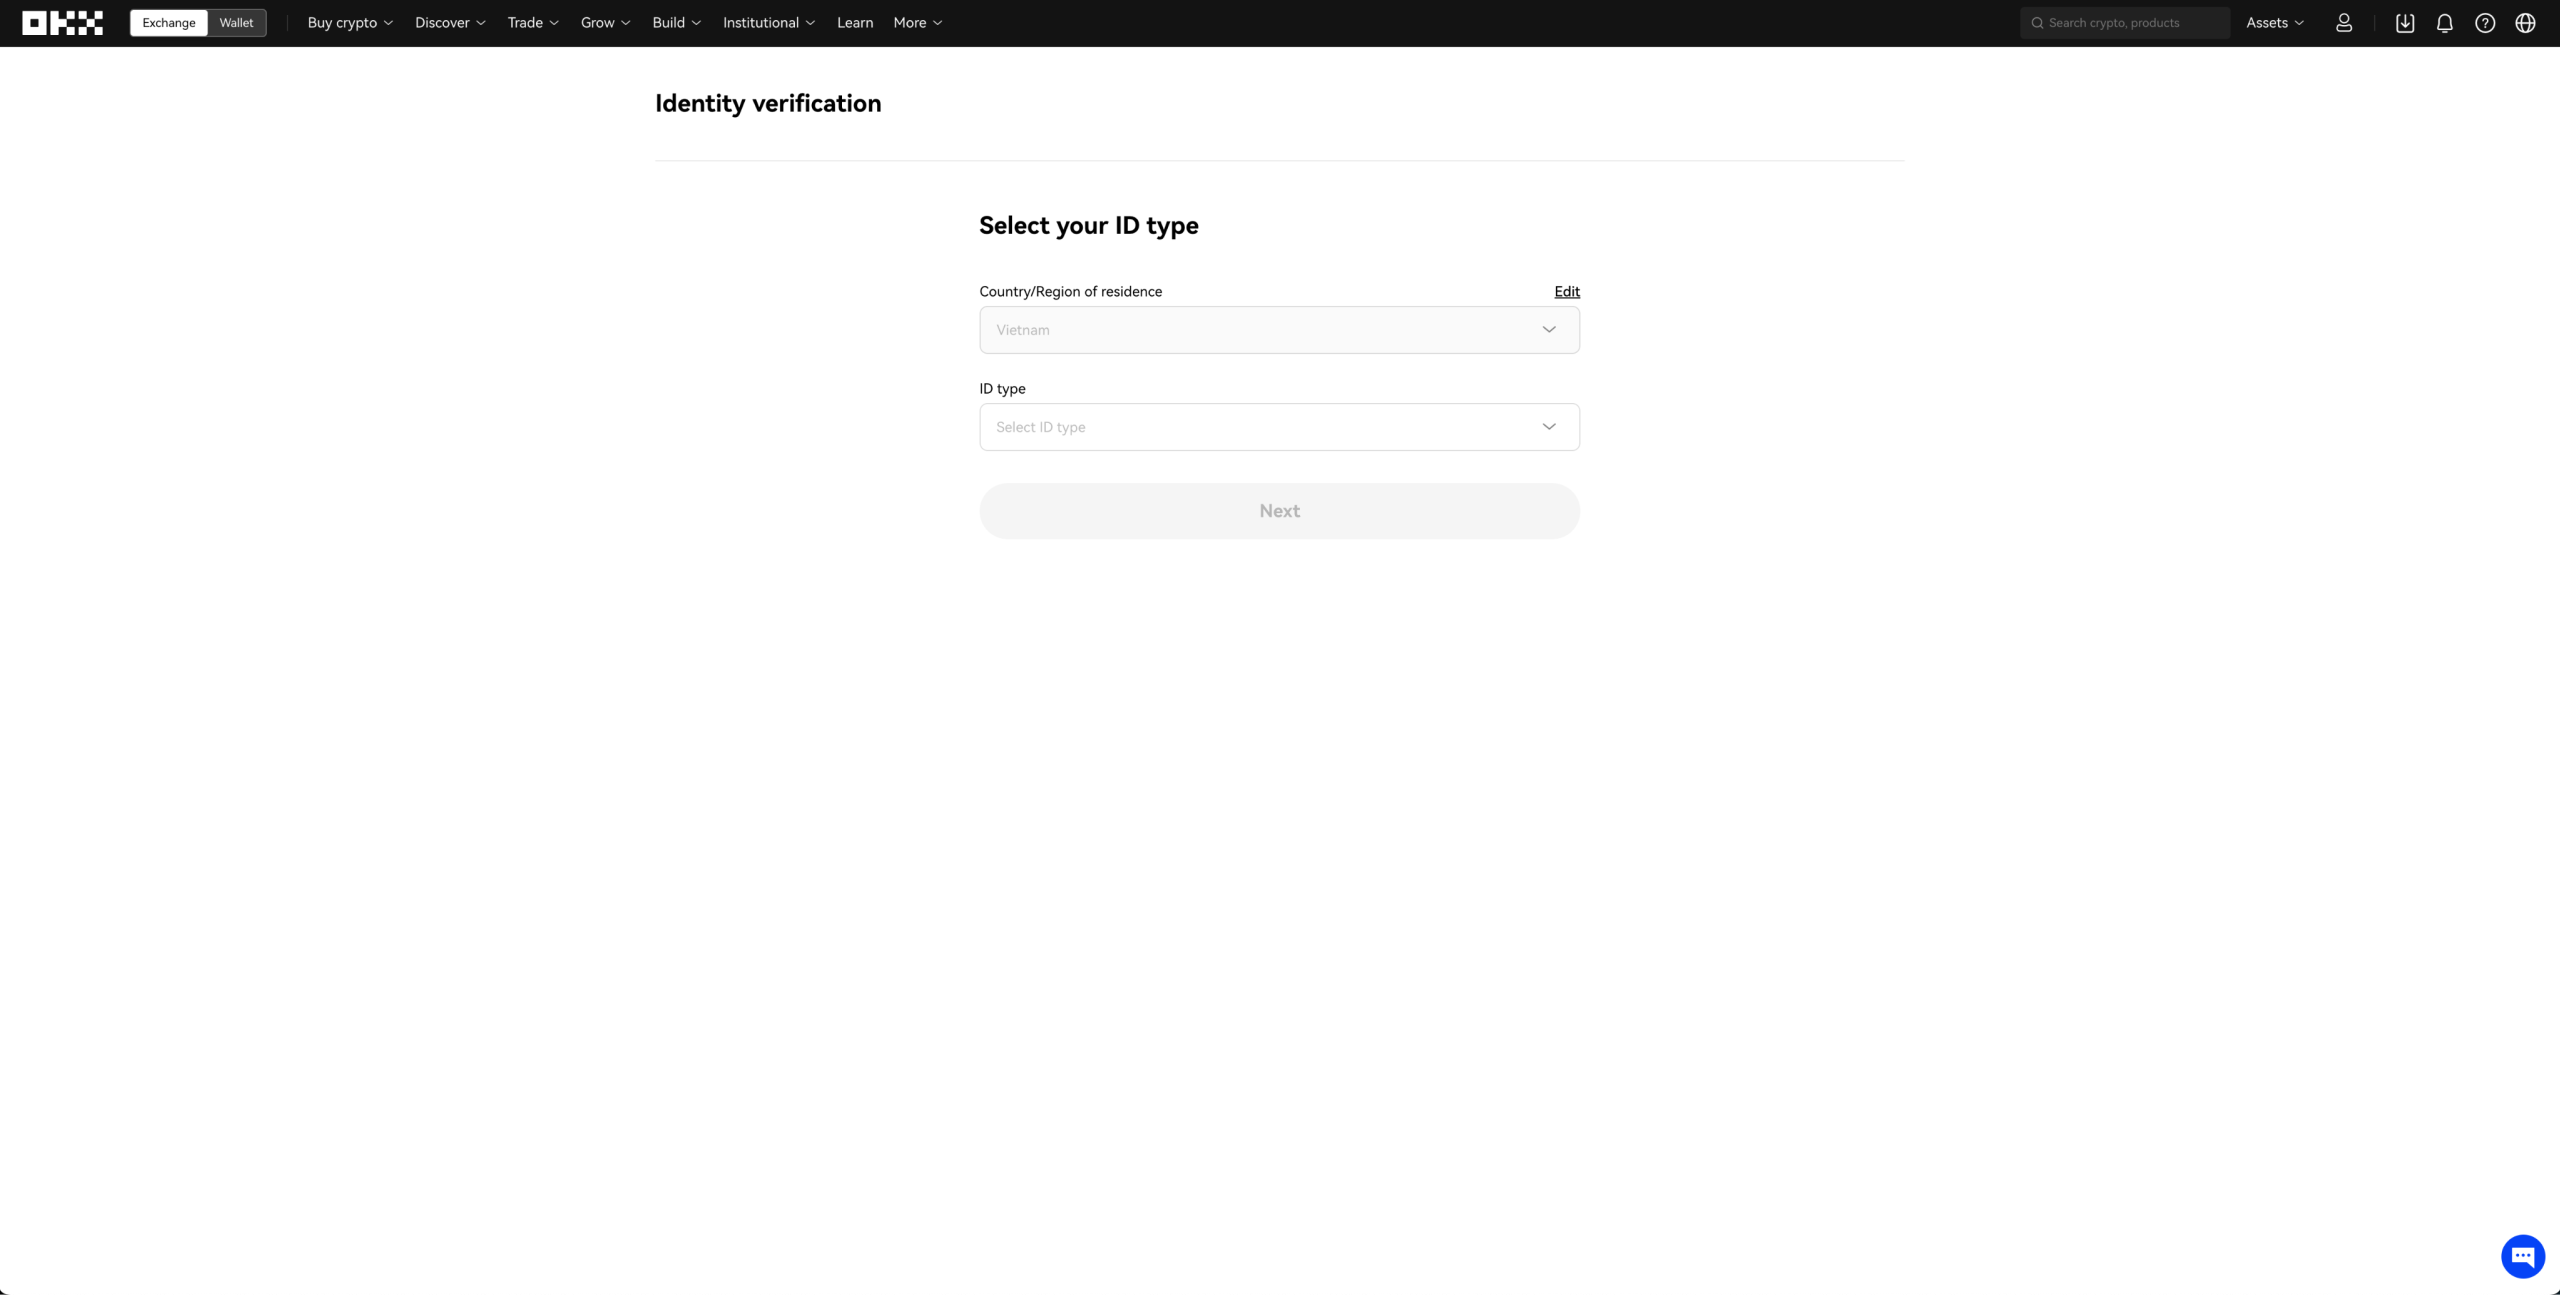 OKX Exchange Wallet Buy crypto Discover Trade Grow Build Institutional Learn More Search crypto, products Assets
Identity verification
Select your ID type
Country/Region of residence Edit
Vietnam
ID type
Select ID type
Next